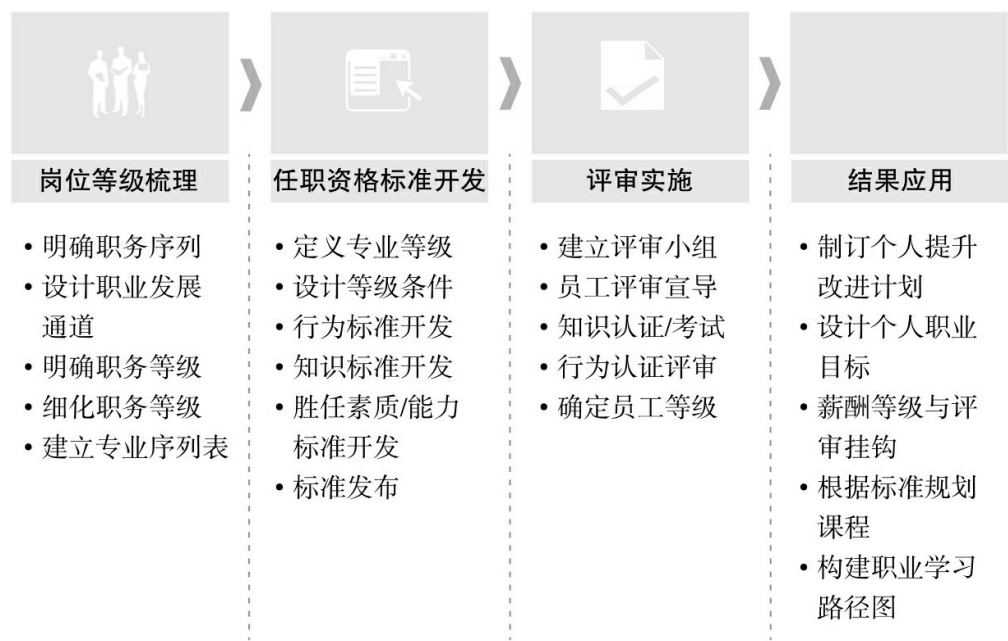 岗位等级梳理
• 明确职务序列
• 设计职业发展
通道
• 明确职务等级
• 细化职务等级
• 建立专业序列表
任职资格标准开发
• 定义专业等级
• 设计等级条件
• 行为标准开发
• 知识标准开发
• 胜任素质/能力
标准开发
• 标准发布
评审实施
• 建立评审小组
• 员工评审宣导
• 知识认证/考试
• 行为认证评审
• 确定员工等级
结果应用
• 制订个人提升
改进计划
• 设计个人职业
目标
• 薪酬等级与评
审挂钩
• 根据标准规划
课程
• 构建职业学习
路径图